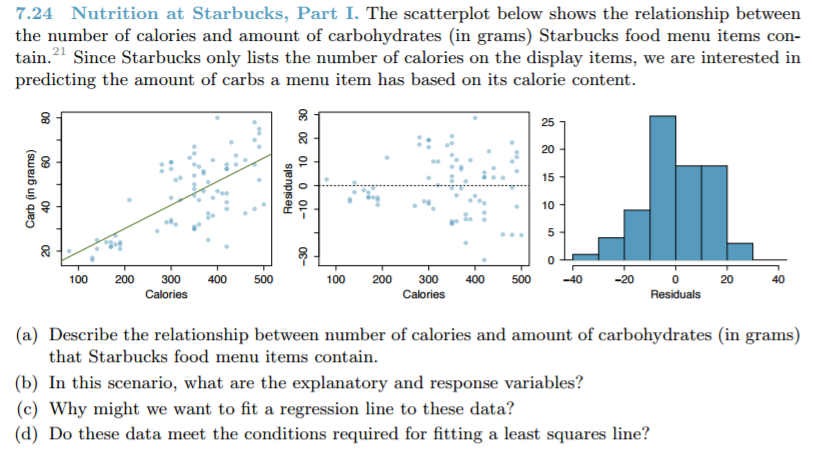 7.24 Nutrition at Starbucks, Part I. The scatterplot below shows the relationship between
the number of calories and amount of carbohydrates (in grams) Starbucks food menu items con-
tain.21 Since Starbucks only lists the number of calories on the display items, we are interested in
predicting the amount of carbs a menu item has based on its calorie content.
Carb (in grams)
80
60
40
20
100 200 300 400 500
Calories
Residuals
30
20
10
0
−10
−30
100 200 300 400 500
Calories
25
20
15
10
5
0
−40 −20 0 20 40
Residuals
(a) Describe the relationship between number of calories and amount of carbohydrates (in grams)
that Starbucks food menu items contain.
(b) In this scenario, what are the explanatory and response variables?
(c) Why might we want to fit a regression line to these data?
(d) Do these data meet the conditions required for fitting a least squares line?